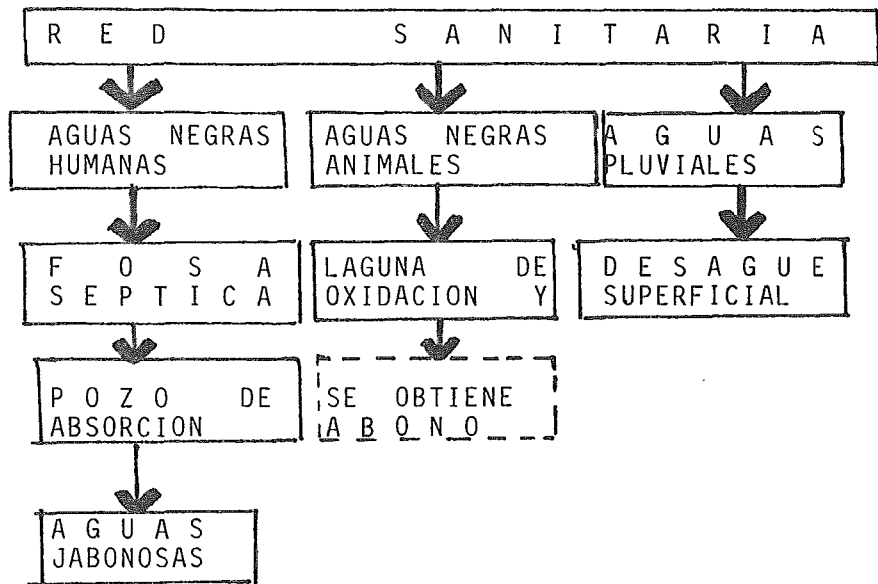 RED SANITARIA
AGUAS NEGRAS
HUMANAS
AGUAS NEGRAS
ANIMALES
AGUAS
PLUVIALES
FOSA
SEPTICA
LAGUNA DE
OXIDACION Y
DESAGUE
SUPERFICIAL
POZO DE
ABSORCION
SE OBTIENE
ABONO
AGUAS
JABONOSAS